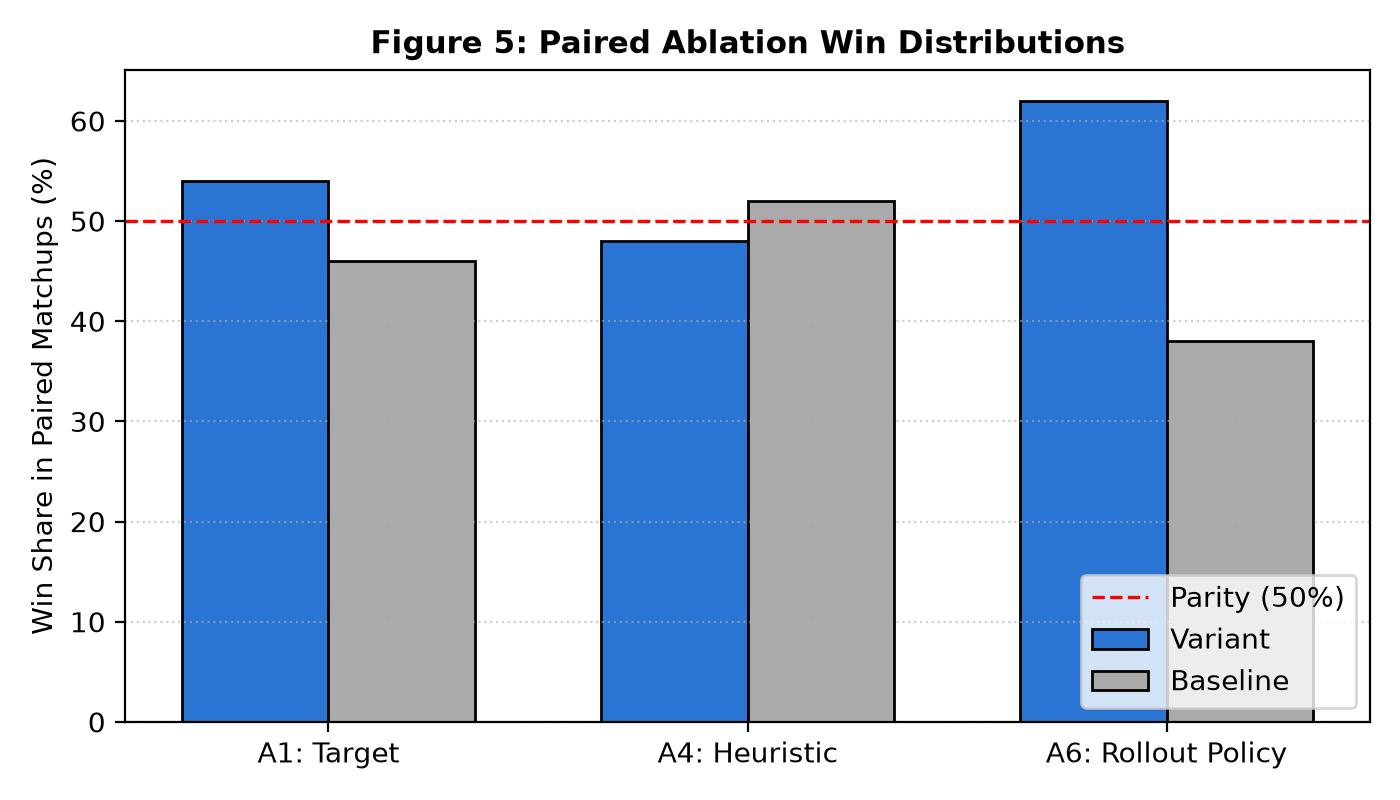 Figure 5: Paired Ablation Win Distributions
Win Share in Paired Matchups (%)
60
50
40
30
20
10
0
Parity (50%)
Variant
Baseline
A1: Target
A4: Heuristic
A6: Rollout Policy